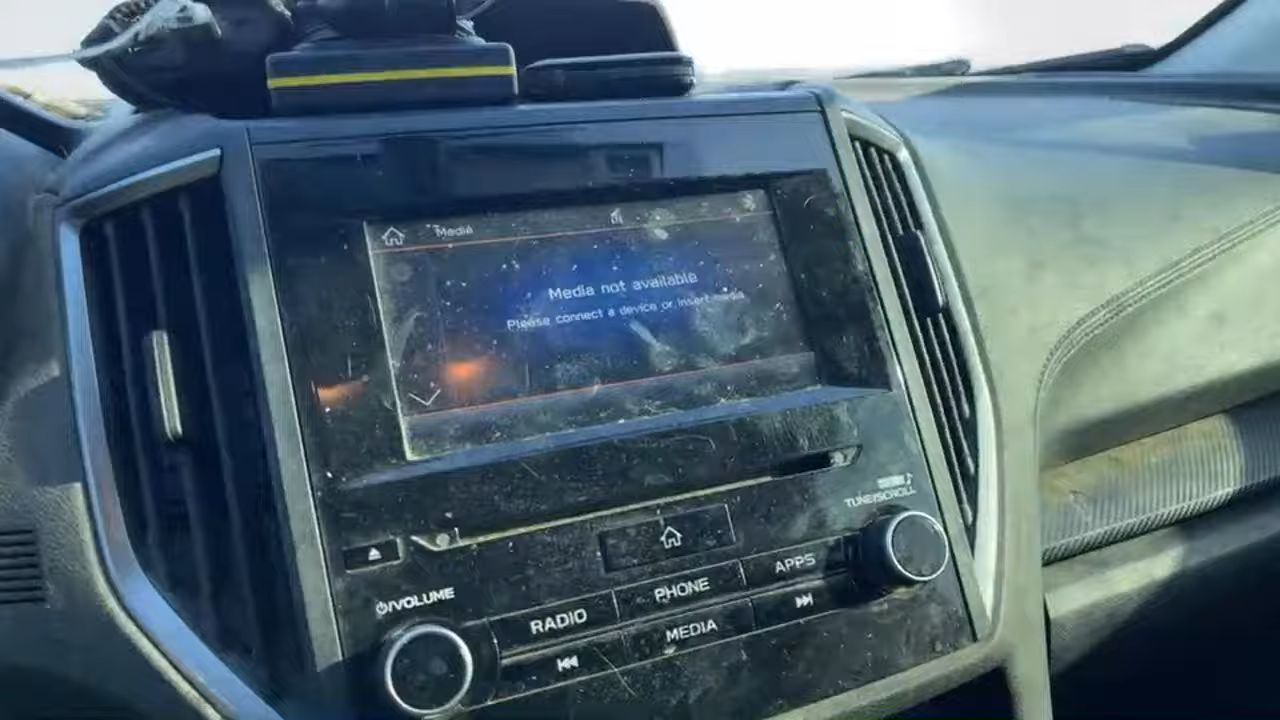 Media
Media not available
Please connect a device or insert media
TUNE/SCROLL
/VOLUME
RADIO
PHONE
APPS
MEDIA